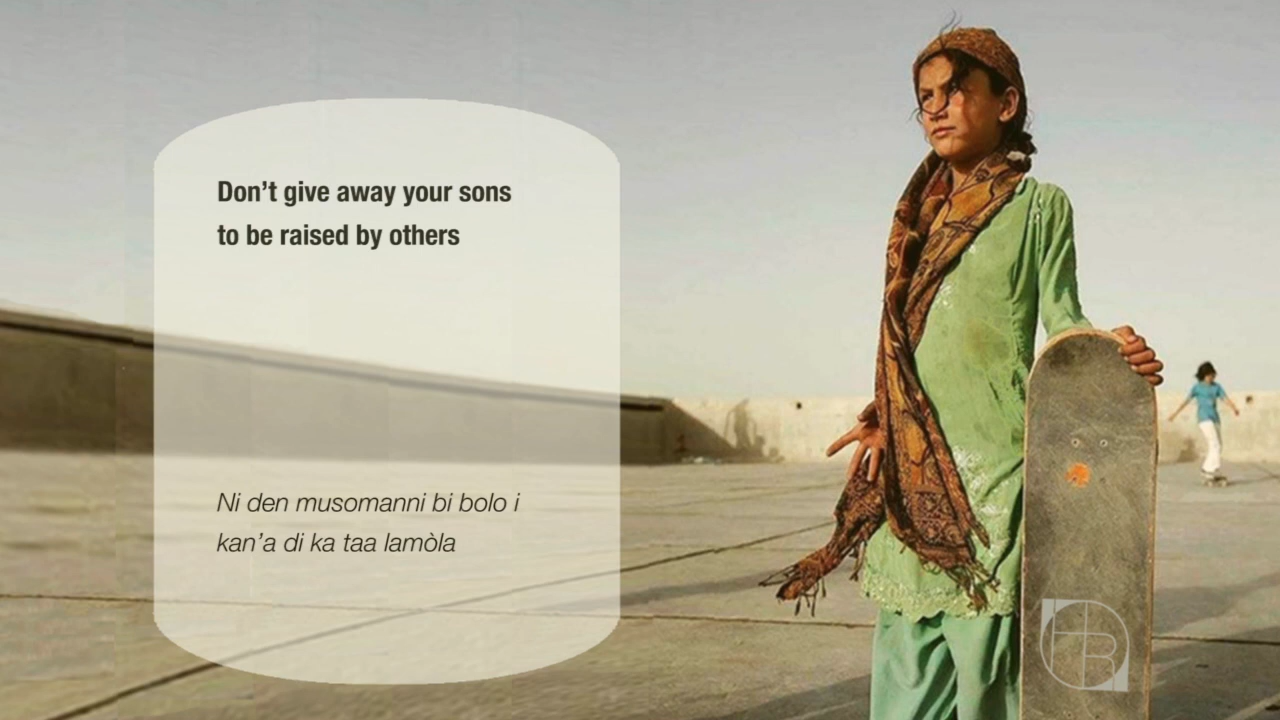 Don’t give away your sons
to be raised by others
Ni den musomanni bi bolo i
kan’a di ka taa lamòla